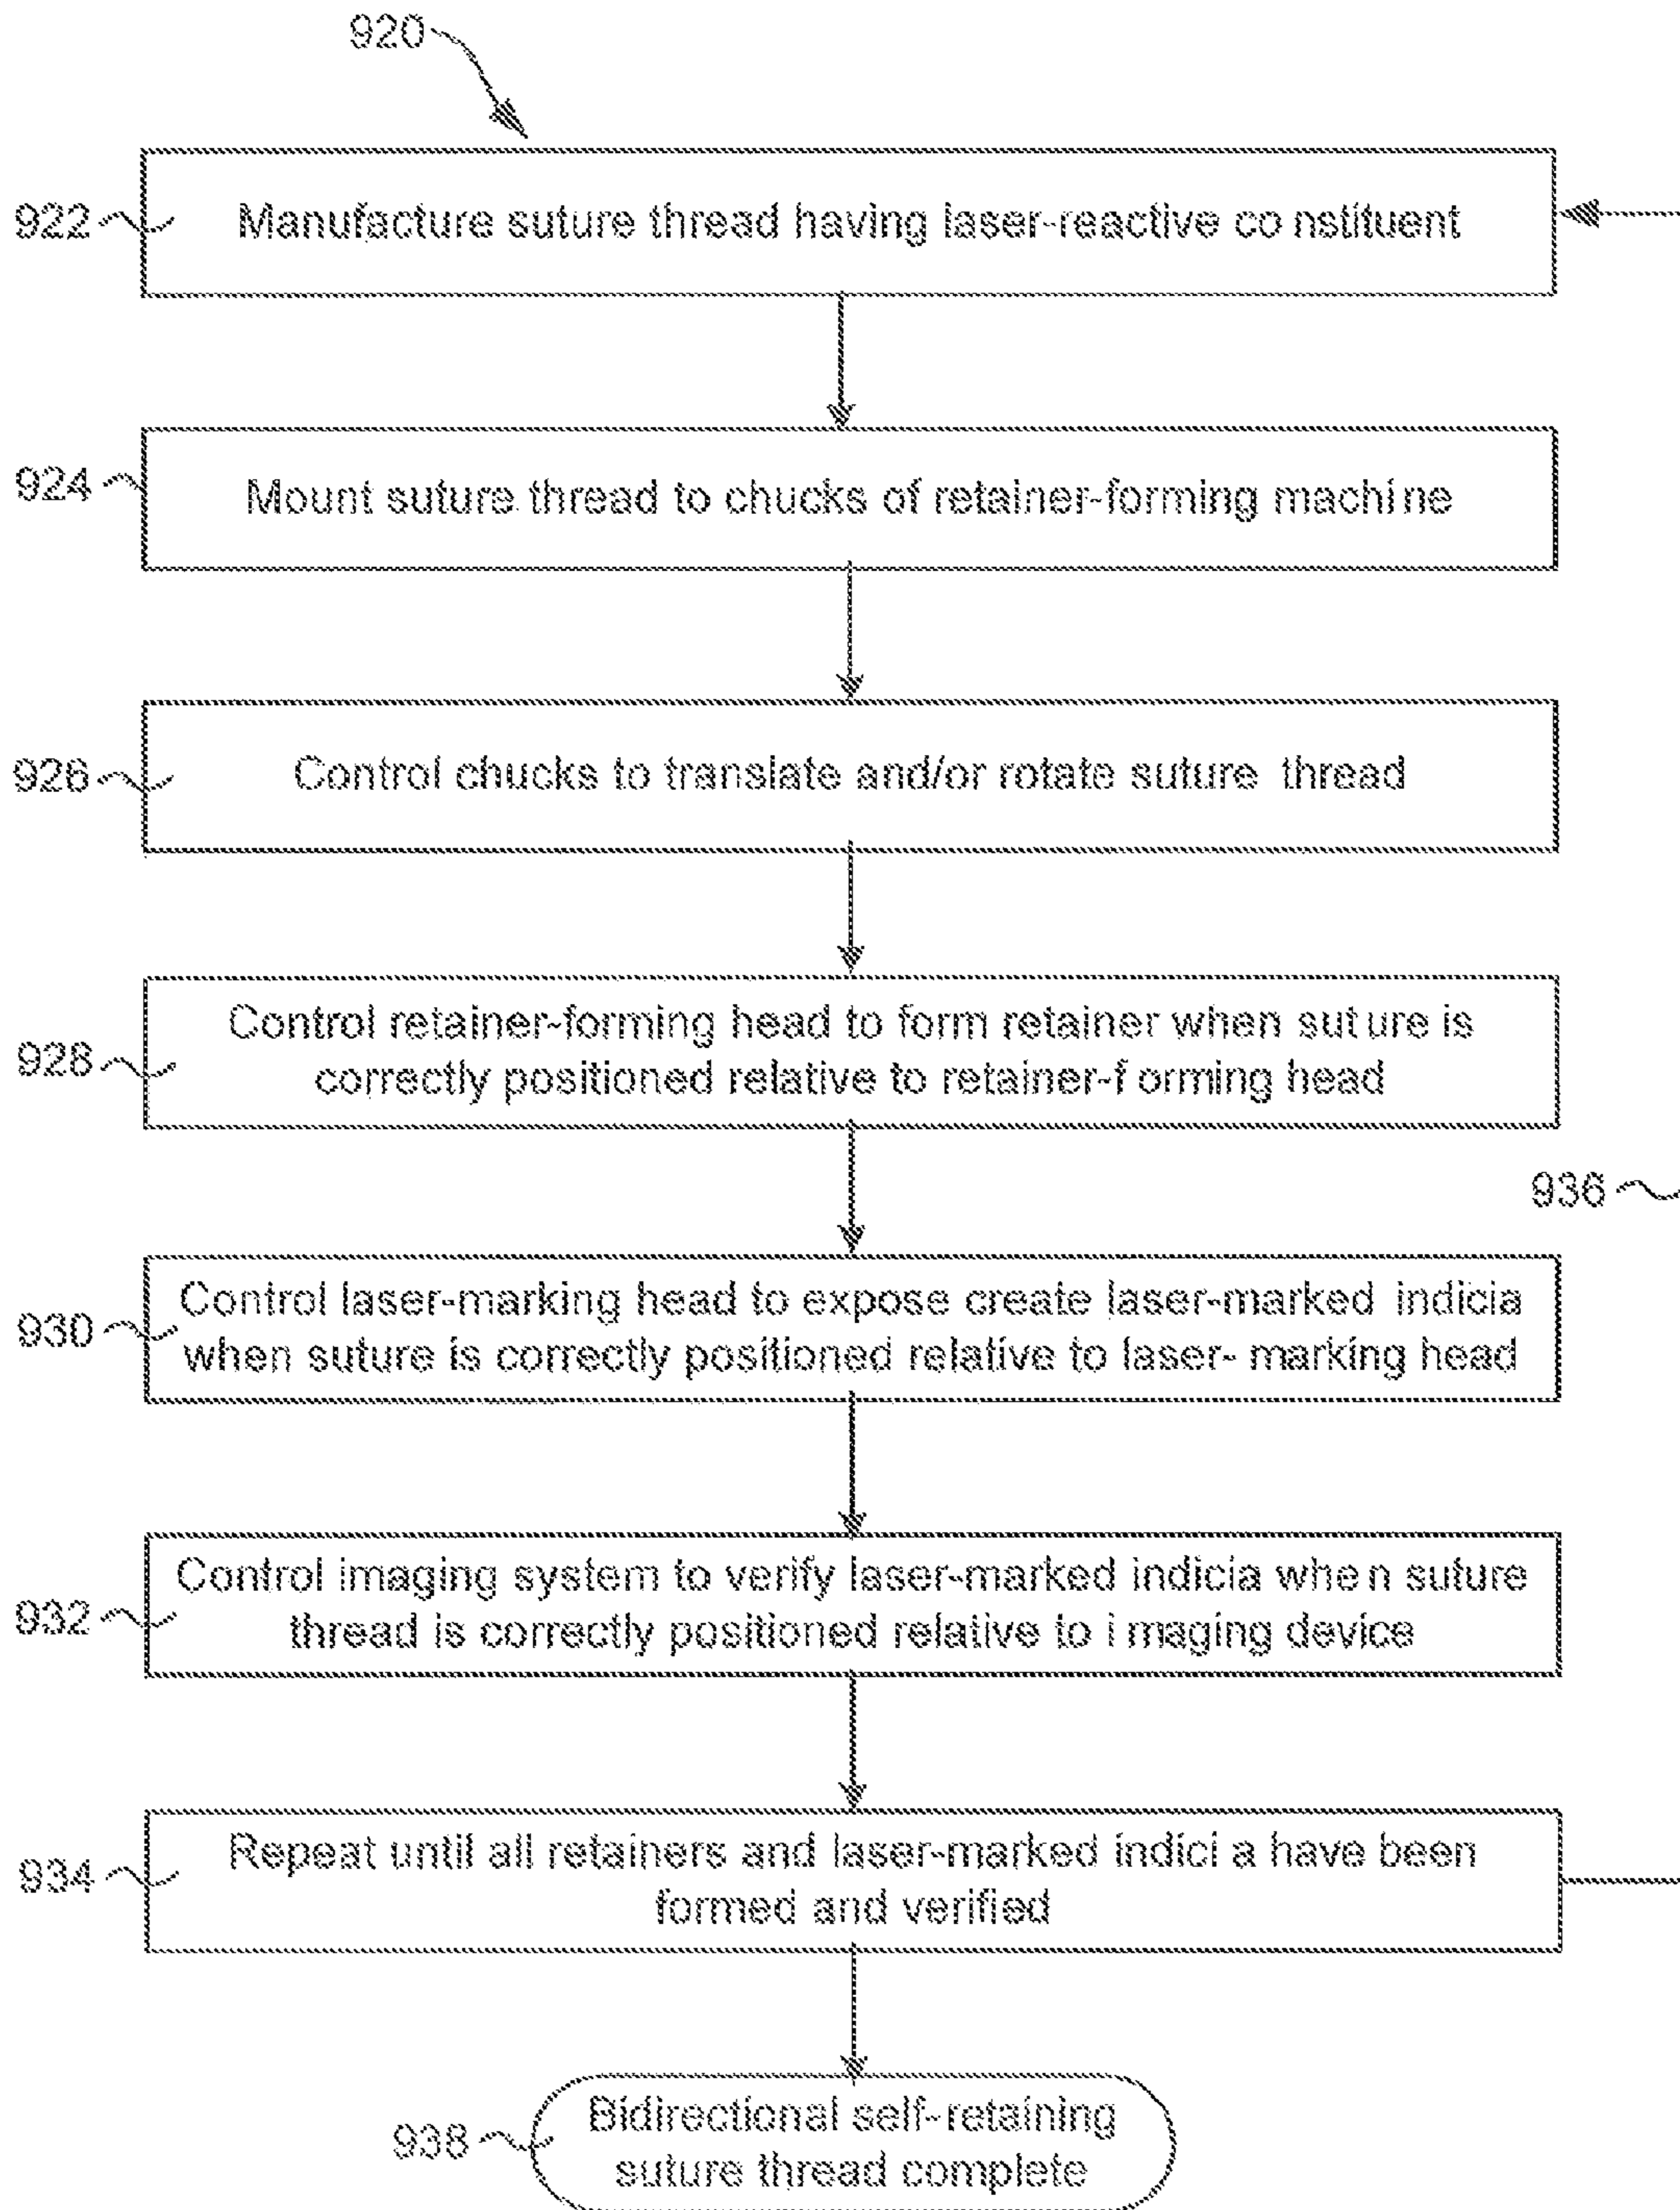 920
922
Manufacture suture thread having laser-reactive co nstituent
924
Mount suture thread to chucks of retainer-forming machine
926
Control chucks to translate and/or rotate suture thread
928
Control retainer-forming head to form retainer when suture is
correctly positioned relative to retainer-f orming head
936
930
Control laser-marking head to expose create laser-marked indicia
when suture is correctly positioned relative to laser- marking head
932
Control imaging system to verify laser-marked indicia when suture
thread is correctly positioned relative to i maging device
934
Repeat until all retainers and laser-marked indici a have been
formed and verified
938
Bidirectional self-retaining
suture thread complete